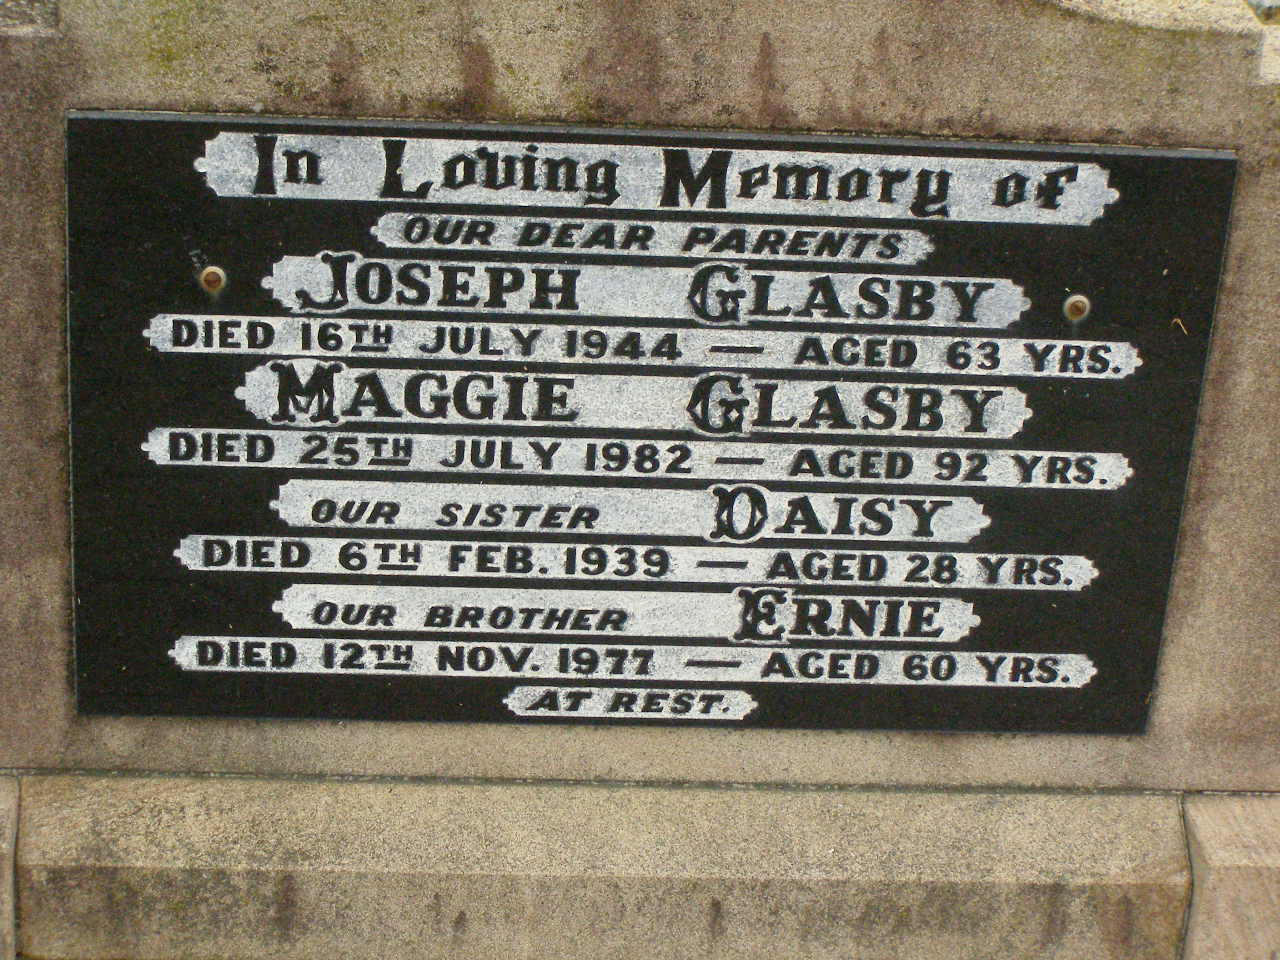 In Loving Memory of
OUR DEAR PARENTS
JOSEPH GLASBY
DIED 16TH JULY 1944 — AGED 63 YRS.
MAGGIE GLASBY
DIED 25TH JULY 1982 — AGED 92 YRS.
OUR SISTER DAISY
DIED 6TH FEB. 1939 — AGED 28 YRS.
OUR BROTHER ERNIE
DIED 12TH NOV. 1977 — AGED 60 YRS.
AT REST.